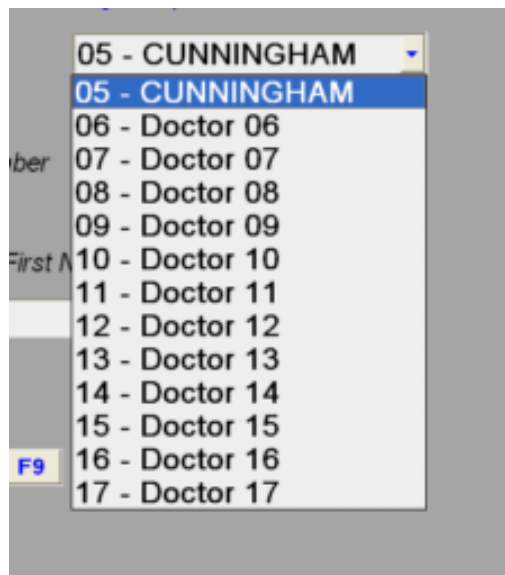 05 - CUNNINGHAM
05 - CUNNINGHAM
06 - Doctor 06
07 - Doctor 07
ber
08 - Doctor 08
09 - Doctor 09
First N
10 - Doctor 10
11 - Doctor 11
12 - Doctor 12
13 - Doctor 13
14 - Doctor 14
15 - Doctor 15
F9
16 - Doctor 16
17 - Doctor 17